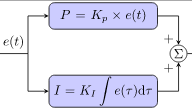 P = K_p × e(t)
e(t)
+
Σ
+
I = K_I ∫ e(τ)dτ